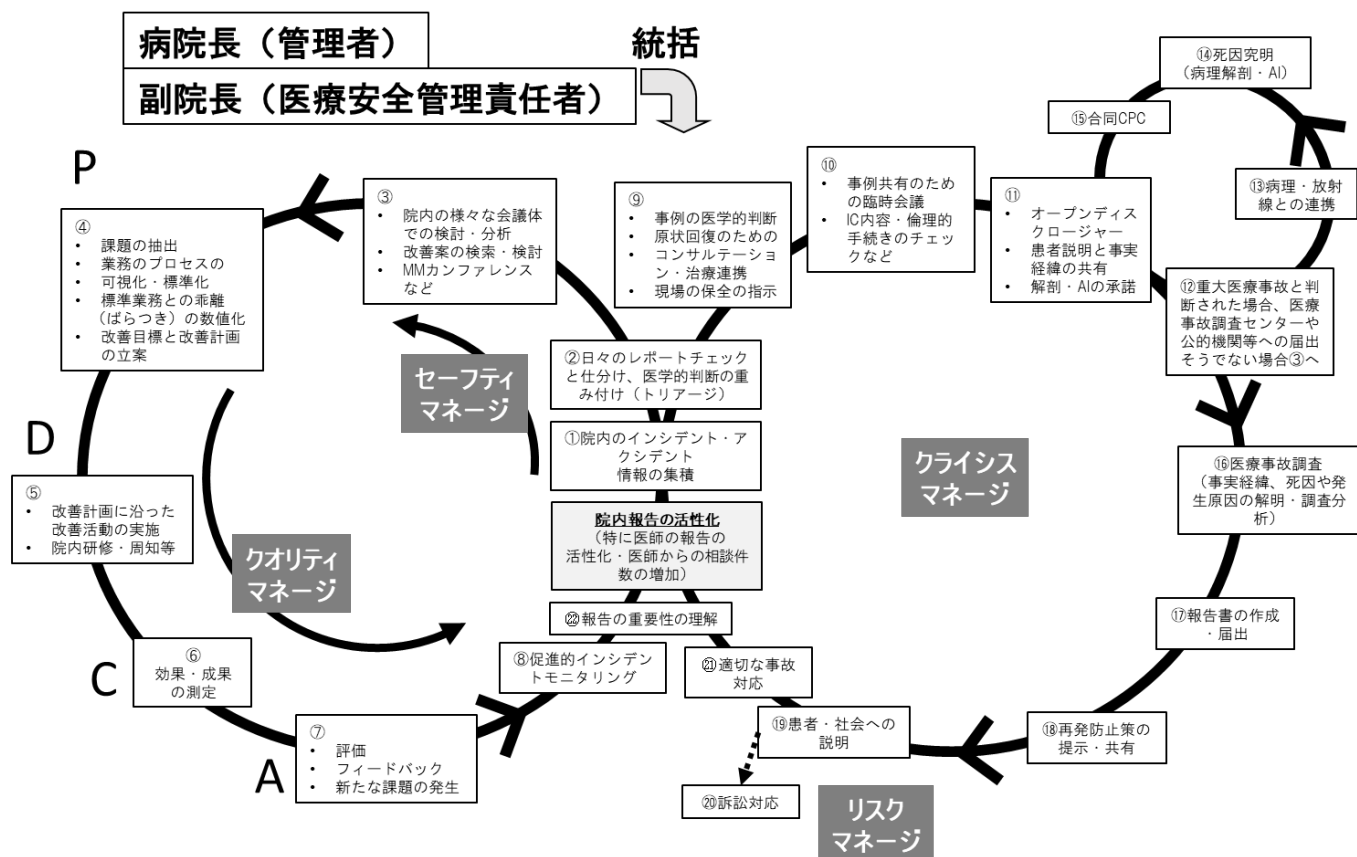 病院長（管理者）
統括
副院長（医療安全管理責任者）
P
④
• 課題の抽出
• 業務のプロセスの
可視化・標準化
• 標準業務との乖離
（ばらつき）の数値化
• 改善目標と改善計画
の立案
③
• 院内の様々な会議体
での検討・分析
• 改善案の検索・検討
• MMカンファレンス
など
⑨
• 事例の医学的判断
• 原状回復のための
• コンサルテーショ
ン・治療連携
• 現場の保全の指示
⑩
• 事例共有のため
の臨時会議
• IC内容・倫理的
手続きのチェッ
クなど
⑪
• オープンディス
クロージャー
• 患者説明と事実
経緯の共有
• 解剖・AIの承諾
⑭死因究明
（病理解剖・AI）
⑮合同CPC
⑬病理・放射
線との連携
⑫重大医療事故と判
断された場合、医療
事故調査センターや
公的機関等への届出
そうでない場合③へ
セーフティ
マネージ
②日々のレポートチェック
と仕分け、医学的判断の重
み付け（トリアージ）
①院内のインシデント・ア
クシデント
情報の集積
院内報告の活性化
（特に医師の報告の
活性化・医師からの相談件
数の増加）
クライシス
マネージ
D
⑤
• 改善計画に沿った
改善活動の実施
• 院内研修・周知等
クオリティ
マネージ
⑯医療事故調査
（事実経緯、死因や発
生原因の解明・調査分
析）
⑰報告書の作成
・届出
㉒報告の重要性の理解
⑧促進的インシデン
トモニタリング
㉑適切な事故
対応
C
⑥
効果・成果
の測定
A
⑦
• 評価
• フィードバック
• 新たな課題の発生
⑲患者・社会への
説明
⑱再発防止策の
提示・共有
⑳訴訟対応
リスク
マネージ